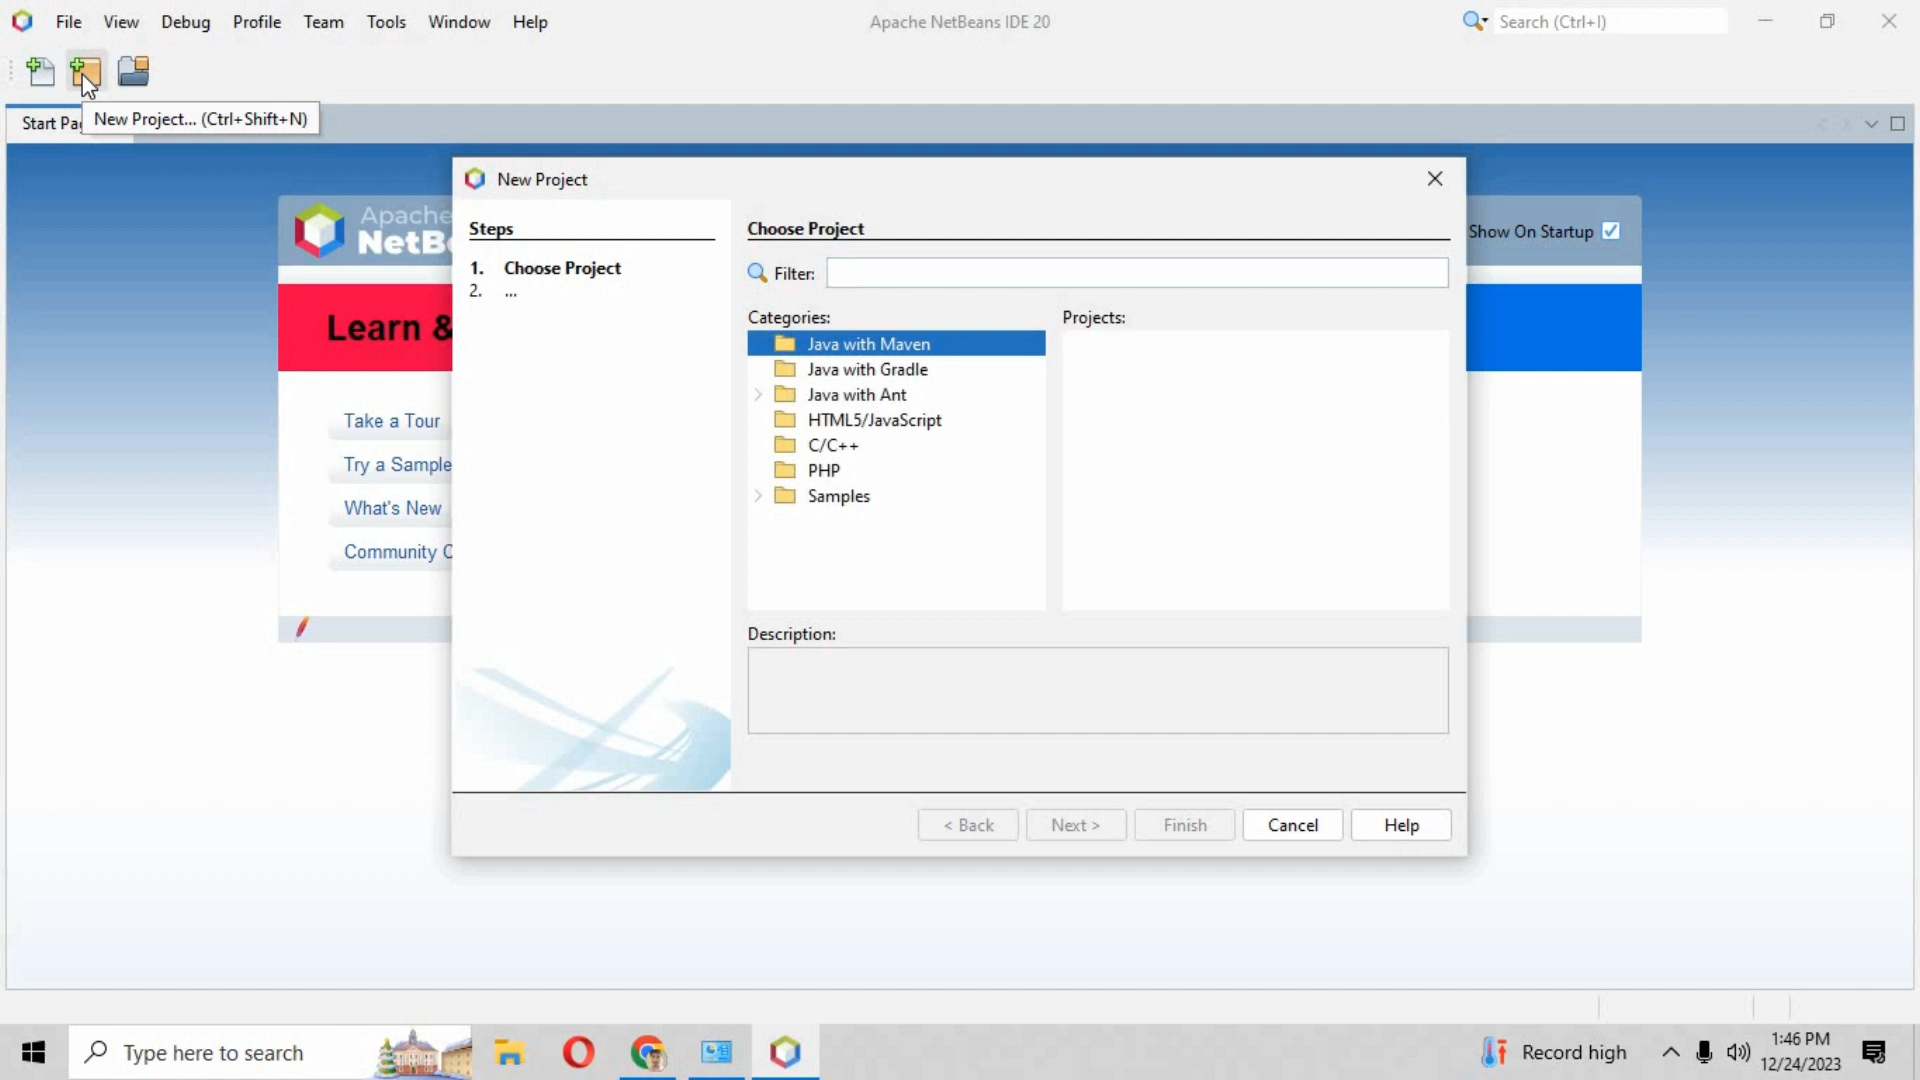 File View Debug Profile Team Tools Window Help
Apache NetBeans IDE 20
Search (Ctrl+I)
New Project... (Ctrl+Shift+N)
Start Pa
New Project
Apache
NetBe
Show On Startup
Steps
1. Choose Project
2. ...
Choose Project
Filter:
Categories:
Projects:
Java with Maven
Java with Gradle
Java with Ant
HTML5/JavaScript
C/C++
PHP
Samples
Learn &
Take a Tour
Try a Sample
What's New
Community C
Description:
< Back
Next >
Finish
Cancel
Help
Type here to search
Record high
1:46 PM
12/24/2023